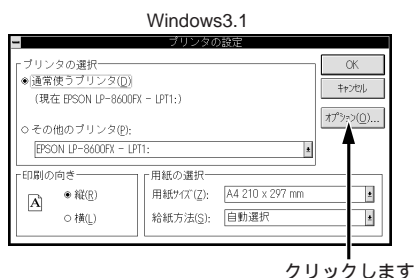 Windows3.1
プリンタの設定
プリンタの選択
通常使うプリンタ(D)
(現在 EPSON LP-8600FX - LPT1:)
その他のプリンタ(P):
EPSON LP-8600FX - LPT1:
OK
ｷｬﾝｾﾙ
ｵﾌﾟｼｮﾝ(O)...
印刷の向き
A
縦(R)
横(L)
用紙の選択
用紙ｻｲｽﾞ(Z): A4 210 x 297 mm
給紙方法(S): 自動選択
クリックします